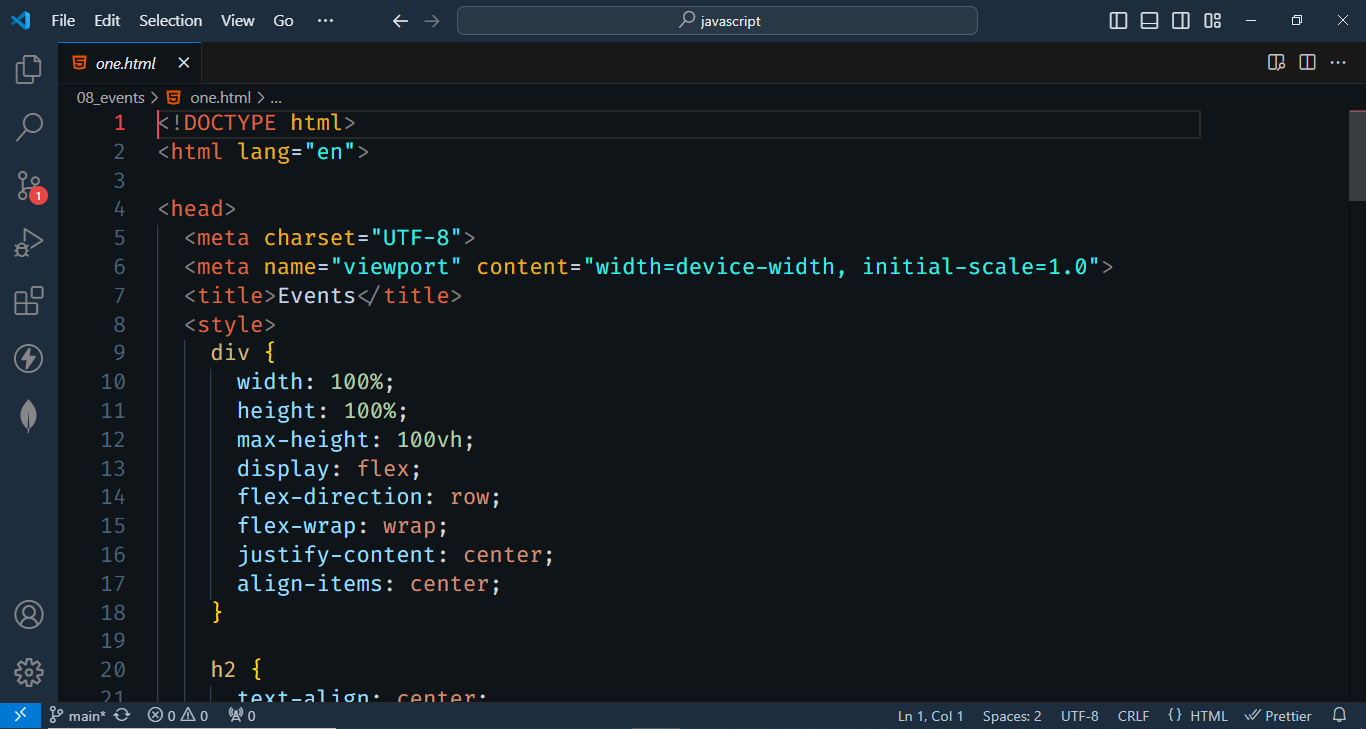 File Edit Selection View Go ··· javascript
one.html
08_events > one.html > ...
1 <!DOCTYPE html>
2 <html lang="en">
3
4 <head>
5 <meta charset="UTF-8">
6 <meta name="viewport" content="width=device-width, initial-scale=1.0">
7 <title>Events</title>
8 <style>
9 div {
10 width: 100%;
11 height: 100%;
12 max-height: 100vh;
13 display: flex;
14 flex-direction: row;
15 flex-wrap: wrap;
16 justify-content: center;
17 align-items: center;
18 }
19
20 h2 {
21 text-align: center;
1
main* 0 0 0 Ln 1, Col 1 Spaces: 2 UTF-8 CRLF {} HTML Prettier